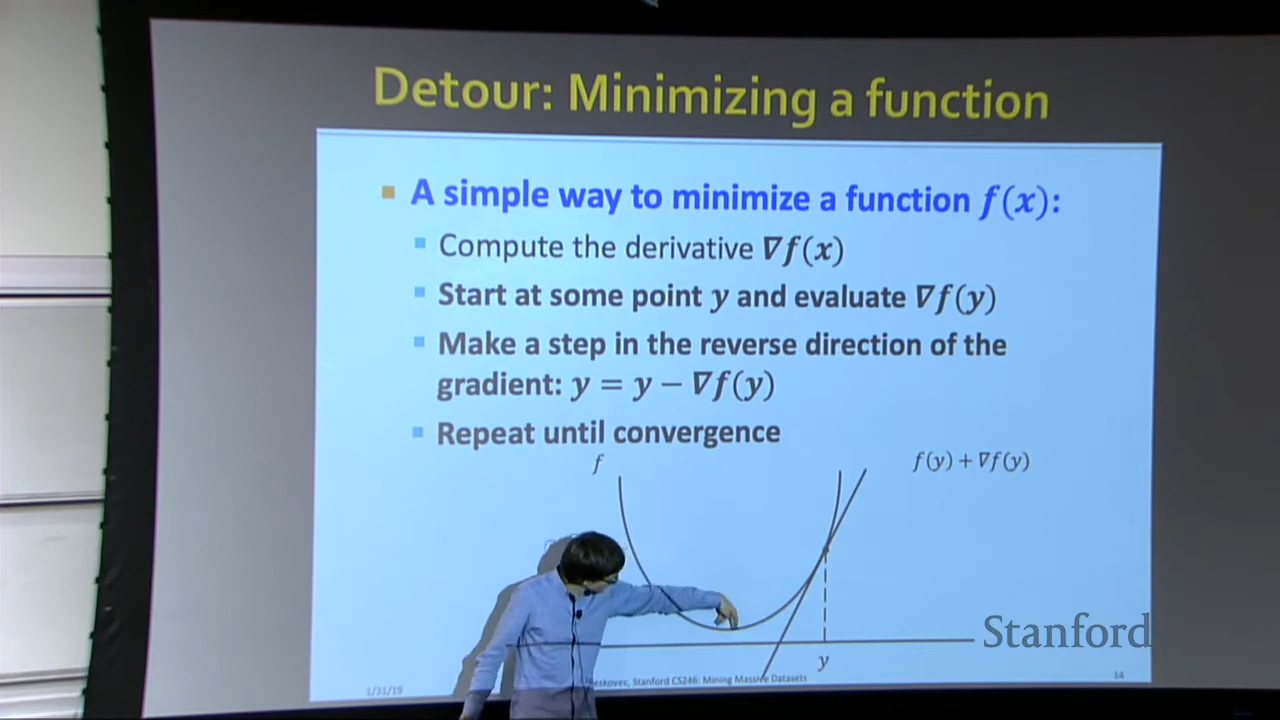 Detour: Minimizing a function
A simple way to minimize a function f(x):
Compute the derivative ∇f(x)
Start at some point y and evaluate ∇f(y)
Make a step in the reverse direction of the
gradient: y = y − ∇f(y)
Repeat until convergence
f
f(y) + ∇f(y)
Stanford
y
1/31/19
Leskovec, Stanford CS246: Mining Massive Datasets
14